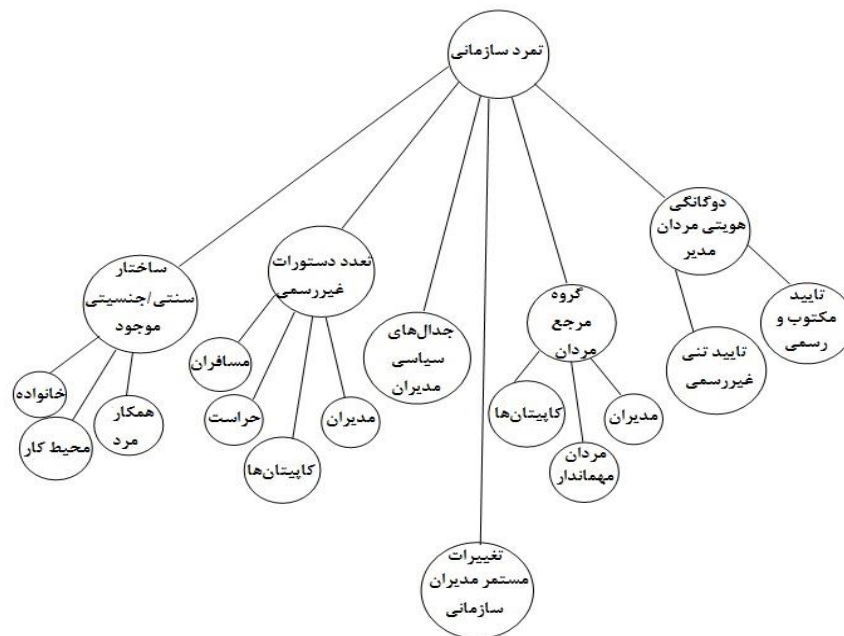 تمرد سازمانی
دوگانگی
هویتی مردان
مدیر
تایید
مکتوب و
رسمی
تایید تنی
غیررسمی
گروه
مرجع
مردان
مدیران
مردان
مهماندار
کاپیتان‌ها
جدال‌های
سیاسی
مدیران
تغییرات
مستمر مدیران
سازمانی
تعدد دستورات
غیررسمی
مدیران
کاپیتان‌ها
حراست
مسافران
ساختار
سنتی/جنسیتی
موجود
همکار
مرد
محیط کار
خانواده